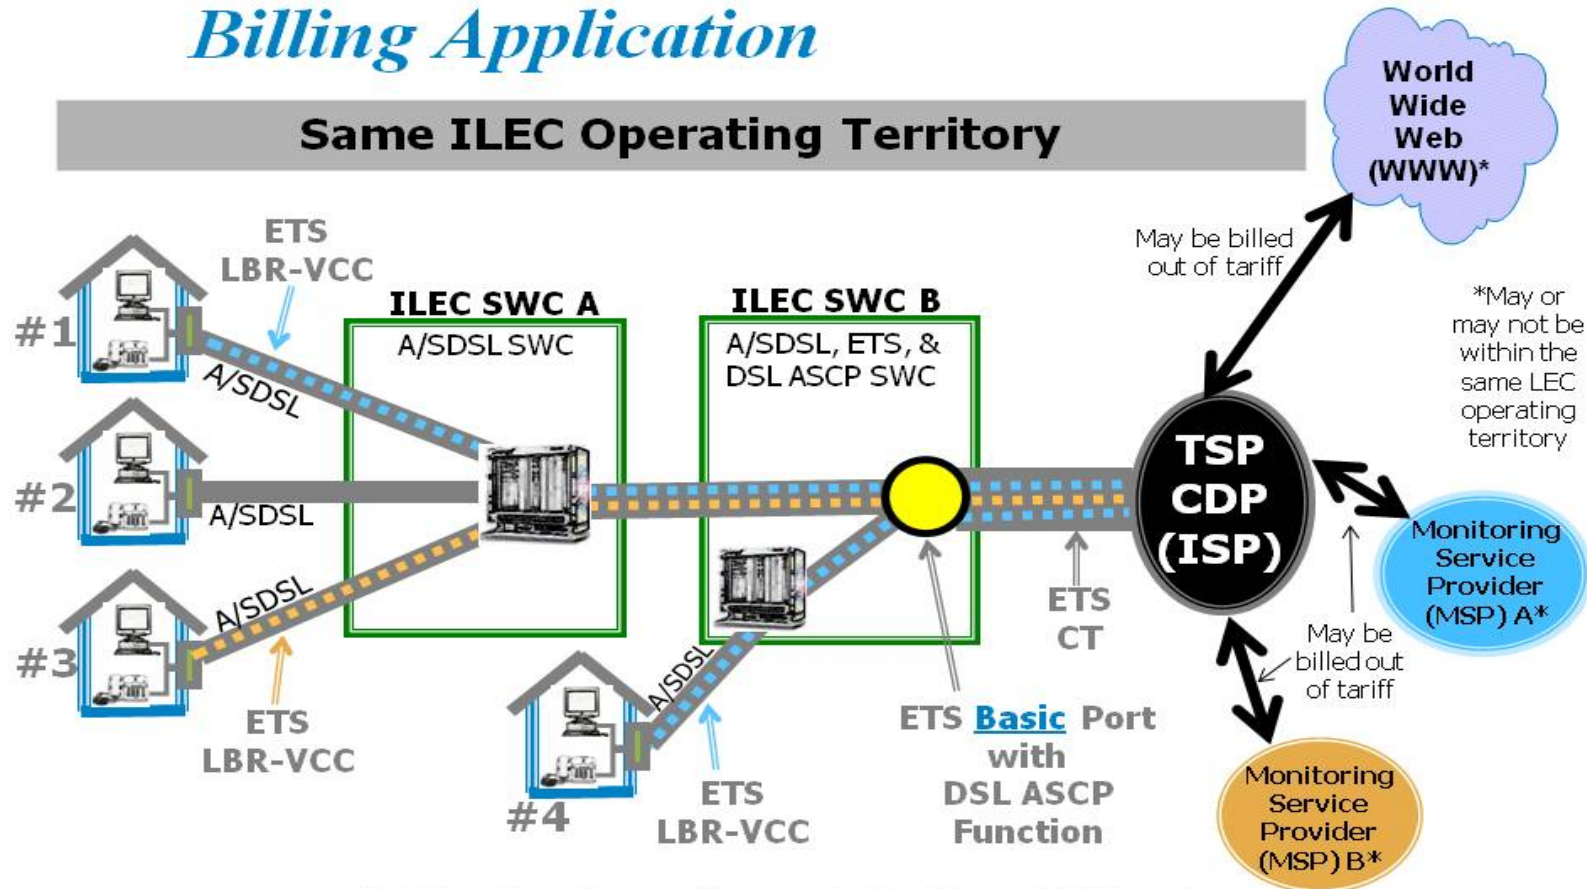 Billing Application
Same ILEC Operating Territory
World
Wide
Web
(WWW)*
May be billed
out of tariff
*May or
may not be
within the
same LEC
operating
territory
ETS
LBR-VCC
#1
A/SDSL
ILEC SWC A
A/SDSL SWC
ILEC SWC B
A/SDSL, ETS, &
DSL ASCP SWC
#2
A/SDSL
TSP
CDP
(ISP)
#3
A/SDSL
ETS
LBR-VCC
ETS
CT
Monitoring
Service
Provider
(MSP) A*
May be
billed out
of tariff
#4
A/SDSL
ETS
LBR-VCC
ETS Basic Port
with
DSL ASCP
Function
Monitoring
Service
Provider
(MSP) B*